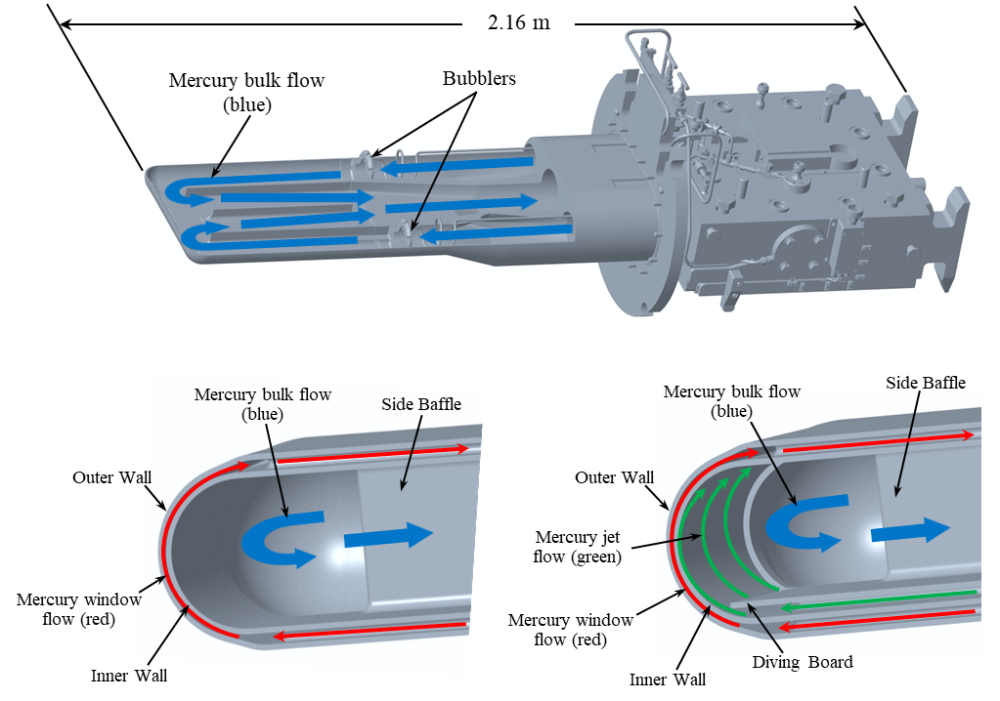 2.16 m
Mercury bulk flow
(blue)
Bubblers
Mercury bulk flow
(blue)
Side Baffle
Outer Wall
Mercury window
flow (red)
Inner Wall
Mercury bulk flow
(blue)
Side Baffle
Outer Wall
Mercury jet
flow (green)
Mercury window
flow (red)
Inner Wall
Diving Board